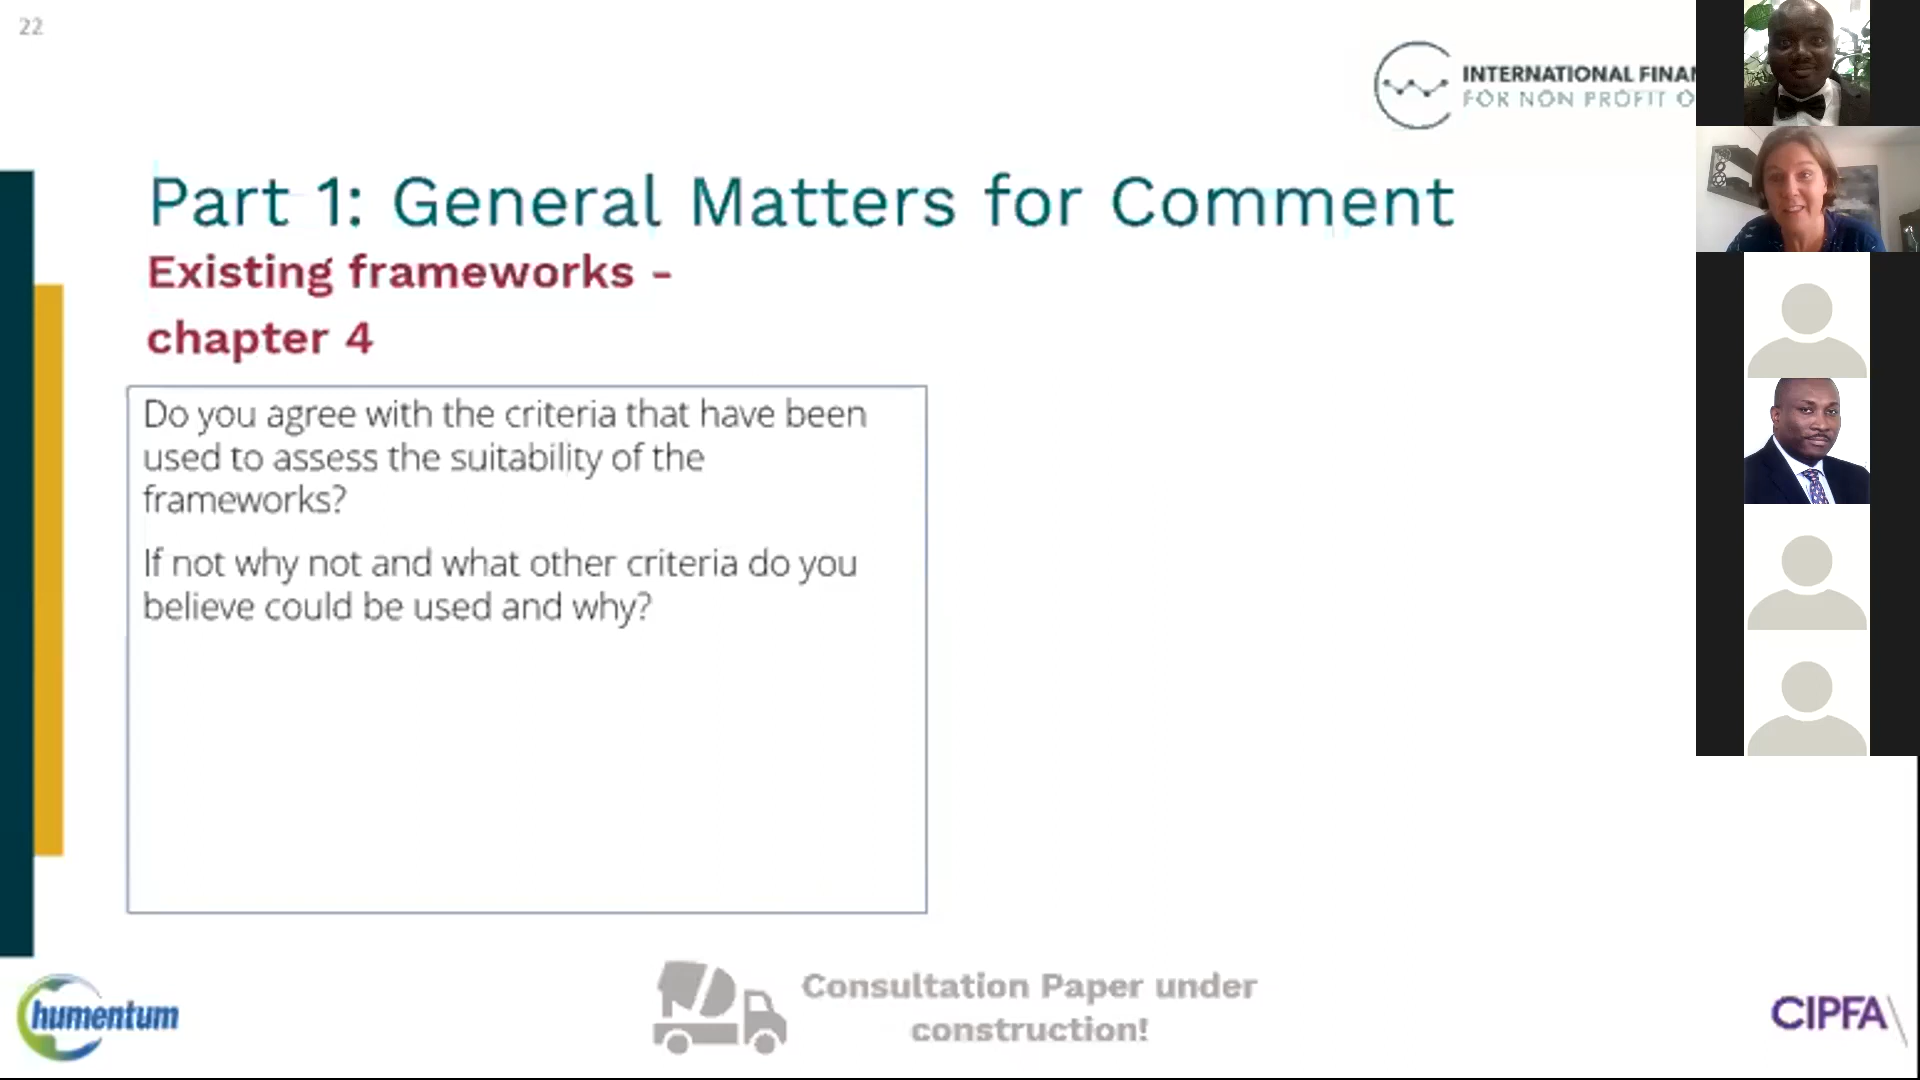 22
INTERNATIONAL FINA
FOR NON PROFIT O
Part 1: General Matters for Comment
Existing frameworks -
chapter 4
Do you agree with the criteria that have been
used to assess the suitability of the
frameworks?
If not why not and what other criteria do you
believe could be used and why?
humentum
Consultation Paper under
construction!
CIPFA